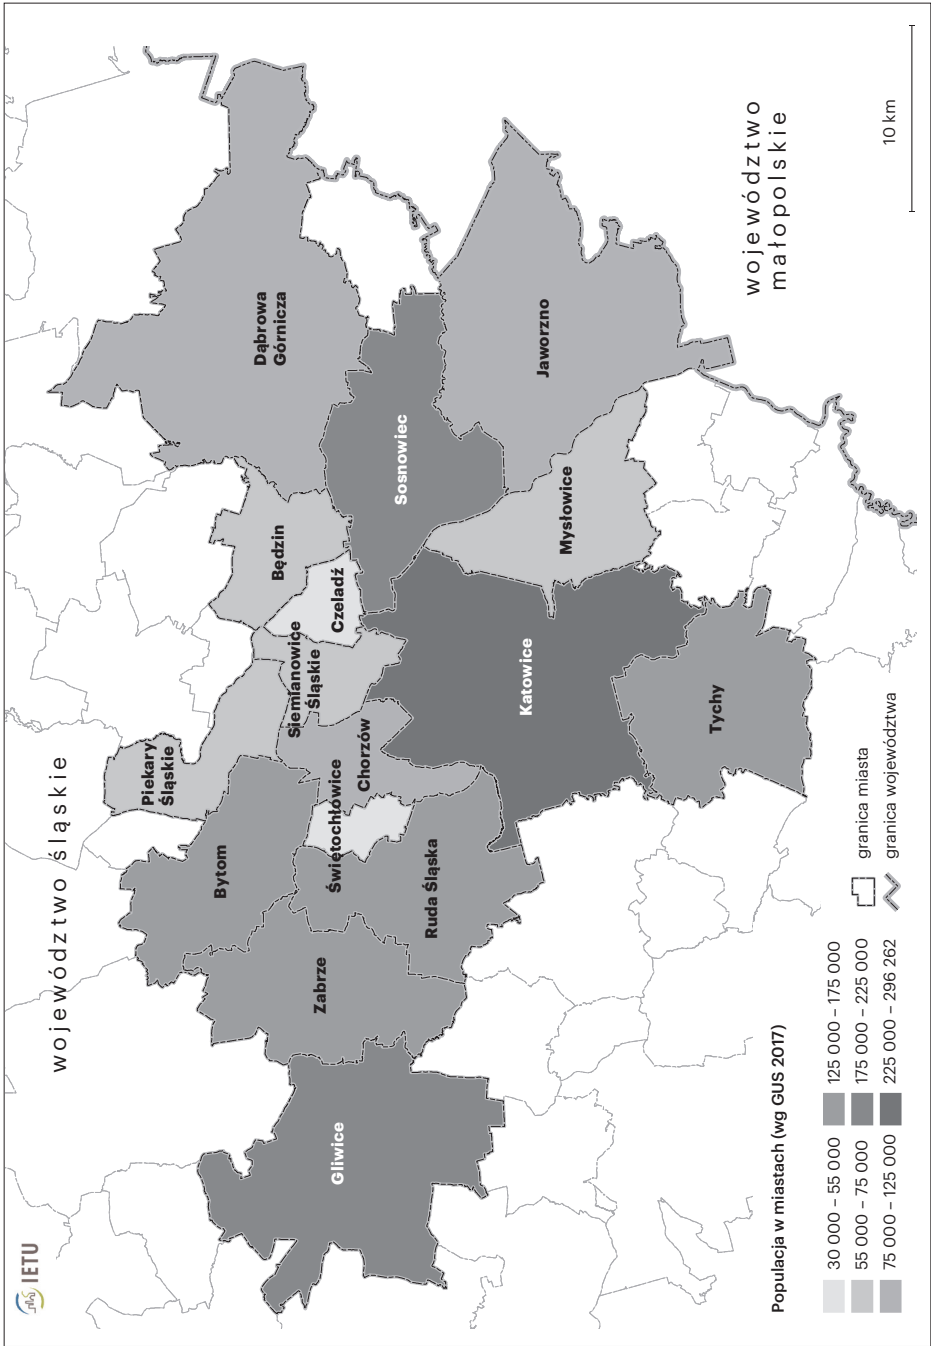 IETU
województwo śląskie
województwo
małopolskie
Gliwice
Zabrze
Bytom
Piekary
Śląskie
Ruda Śląska
Świętochłowice
Chorzów
Siemianowice
Śląskie
Czeladź
Będzin
Dąbrowa
Górnicza
Sosnowiec
Katowice
Mysłowice
Jaworzno
Tychy
Populacja w miastach (wg GUS 2017)
30 000 – 55 000
55 000 – 75 000
75 000 – 125 000
125 000 – 175 000
175 000 – 225 000
225 000 – 296 262
granica miasta
granica województwa
10 km